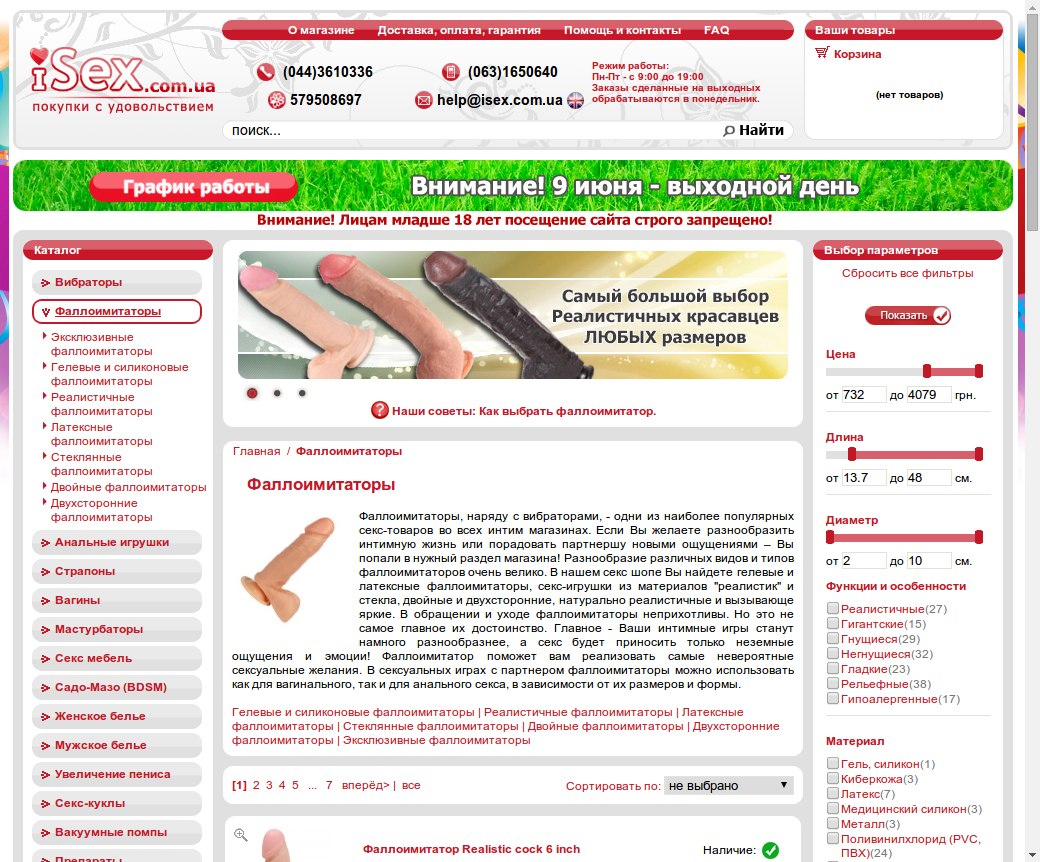 О магазине Доставка, оплата, гарантия Помощь и контакты FAQ
Ваши товары
iSex.com.ua
покупки с удовольствием
(044)3610336
(063)1650640
579508697
help@isex.com.ua
Режим работы:
Пн-Пт - с 9:00 до 19:00
Заказы сделанные на выходных
обрабатываются в понедельник.
Корзина
(нет товаров)
поиск...
Найти
График работы
Внимание! 9 июня - выходной день
Внимание! Лицам младше 18 лет посещение сайта строго запрещено!
Каталог
Вибраторы
Фаллоимитаторы
Эксклюзивные
фаллоимитаторы
Гелевые и силиконовые
фаллоимитаторы
Реалистичные
фаллоимитаторы
Латексные
фаллоимитаторы
Стеклянные
фаллоимитаторы
Двойные фаллоимитаторы
Двухсторонние
фаллоимитаторы
Анальные игрушки
Страпоны
Вагины
Мастурбаторы
Секс мебель
Садо-Мазо (BDSM)
Женское белье
Мужское белье
Увеличение пениса
Секс-куклы
Вакуумные помпы
Препараты
Самый большой выбор
Реалистичных красавцев
ЛЮБЫХ размеров
Наши советы: Как выбрать фаллоимитатор.
Главная / Фаллоимитаторы
Фаллоимитаторы
Фаллоимитаторы, наряду с вибраторами, - одни из наиболее популярных
секс-товаров во всех интим магазинах. Если Вы желаете разнообразить
интимную жизнь или порадовать партнершу новыми ощущениями – Вы
попали в нужный раздел магазина! Разнообразие различных видов и типов
фаллоимитаторов очень велико. В нашем секс шопе Вы найдете гелевые и
латексные фаллоимитаторы, секс-игрушки из материалов "реалистик" и
стекла, двойные и двухсторонние, натурально реалистичные и вызывающе
яркие. В обращении и уходе фаллоимитаторы неприхотливы. Но это не
самое главное их достоинство. Главное - Ваши интимные игры станут
намного разнообразнее, а секс будет приносить только неземные
ощущения и эмоции! Фаллоимитатор поможет вам реализовать самые невероятные
сексуальные желания. В сексуальных играх с партнером фаллоимитаторы можно использовать
как для вагинального, так и для анального секса, в зависимости от их размеров и формы.
Гелевые и силиконовые фаллоимитаторы | Реалистичные фаллоимитаторы | Латексные
фаллоимитаторы | Стеклянные фаллоимитаторы | Двойные фаллоимитаторы | Двухсторонние
фаллоимитаторы | Эксклюзивные фаллоимитаторы
[1] 2 3 4 5 ... 7 вперёд> | все
Сортировать по: не выбрано
Фаллоимитатор Realistic cock 6 inch
Наличие:
Выбор параметров
Сбросить все фильтры
Показать
Цена
от 732 до 4079 грн.
Длина
от 13.7 до 48 см.
Диаметр
от 2 до 10 см.
Функции и особенности
Реалистичные(27)
Гигантские(15)
Гнущиеся(29)
Негнущиеся(32)
Гладкие(23)
Рельефные(38)
Гипоалергенные(17)
Материал
Гель, силикон(1)
Киберкожа(3)
Латекс(7)
Медицинский силикон(3)
Металл(3)
Поливинилхлорид (PVC,
ПВХ)(24)